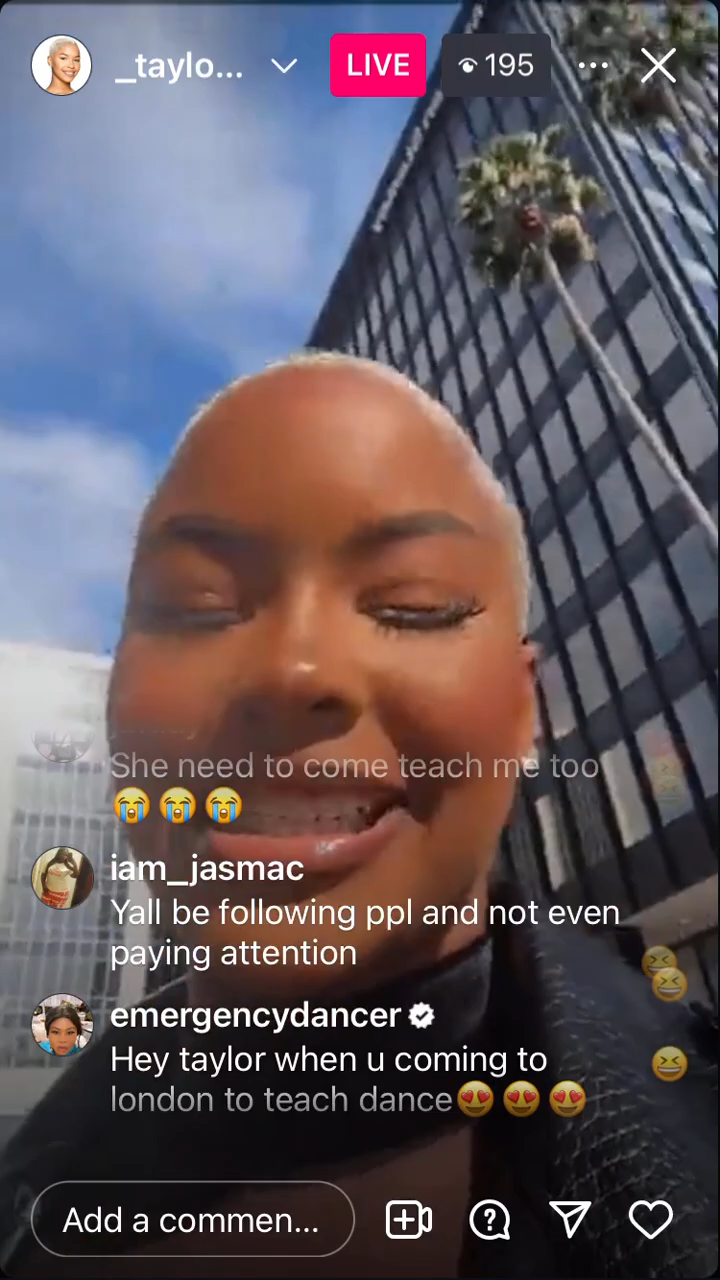 _taylo...
LIVE
195
She need to come teach me too
😭😭😭
iam_jasmac
Yall be following ppl and not even
paying attention
emergencydancer
Hey taylor when u coming to
london to teach dance😍😍😍
Add a commen...